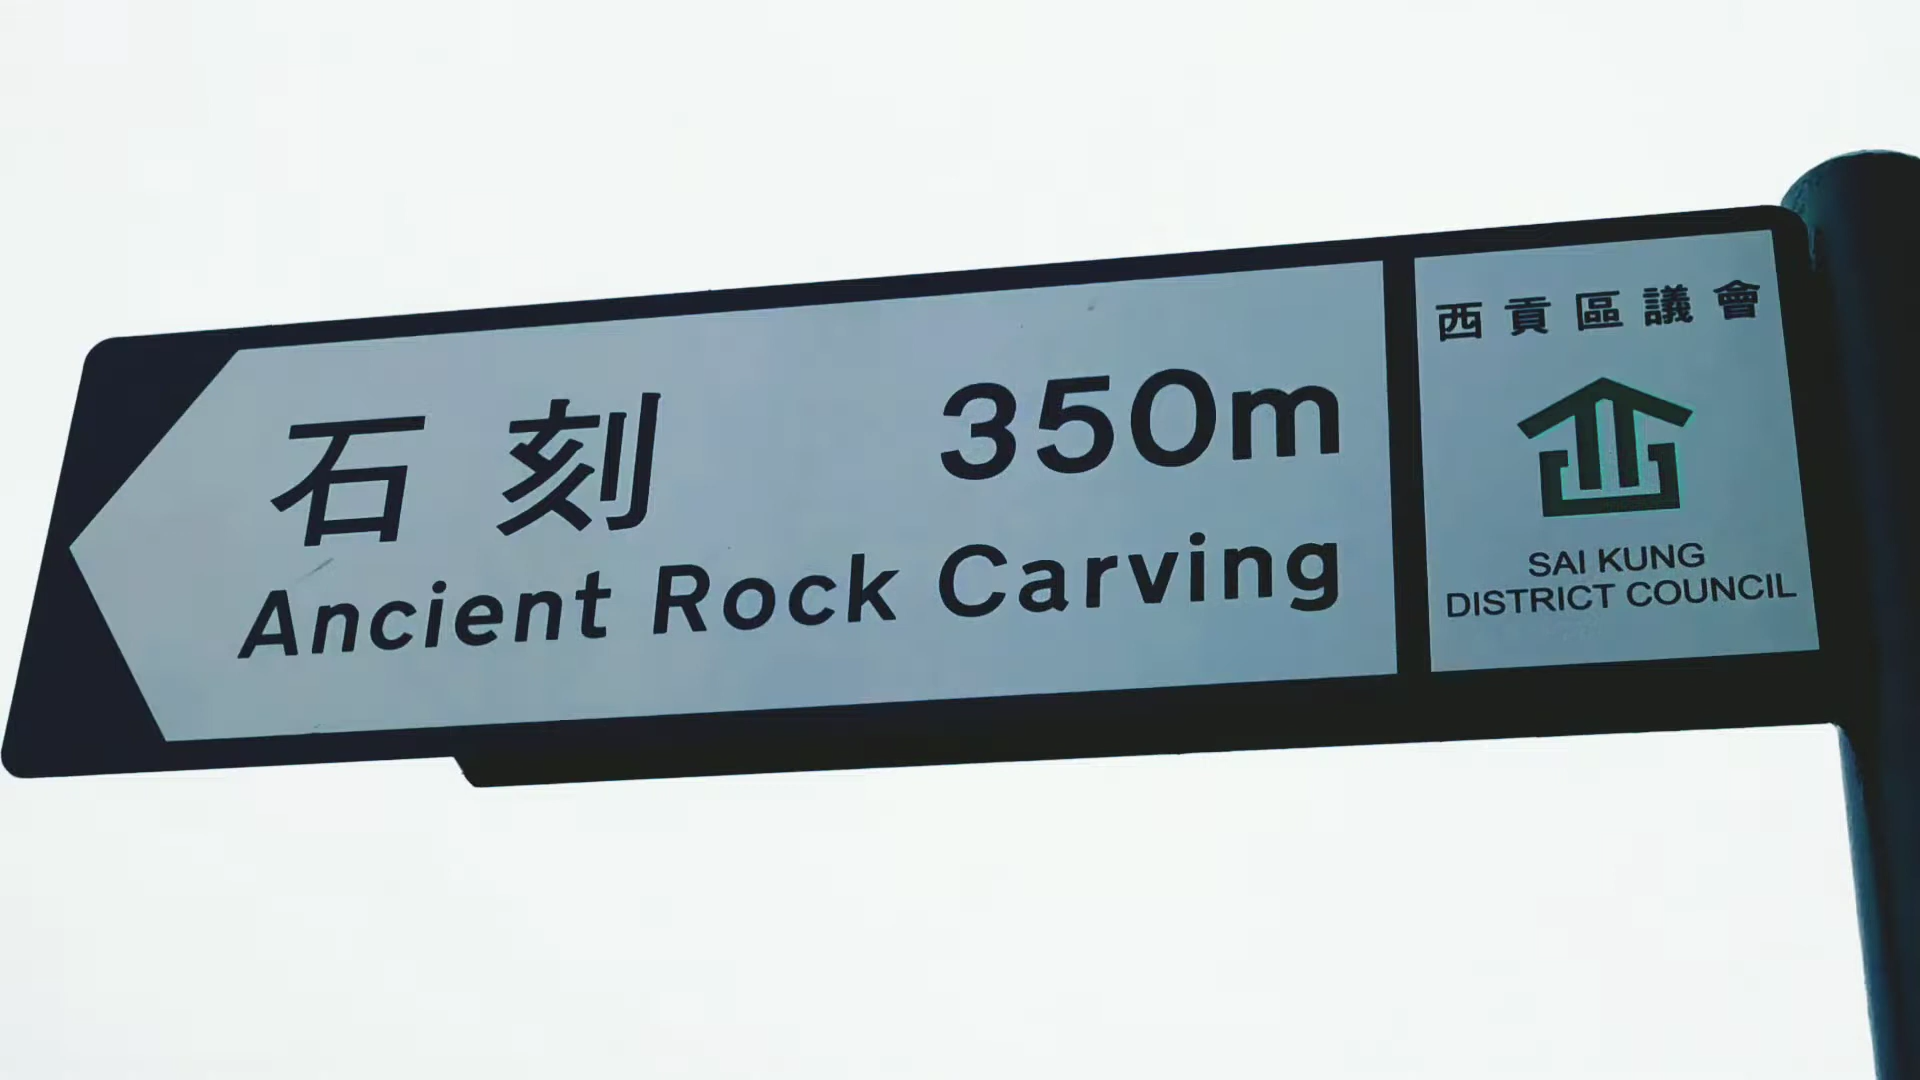 石刻 350m
Ancient Rock Carving
西貢區議會
SAI KUNG
DISTRICT COUNCIL